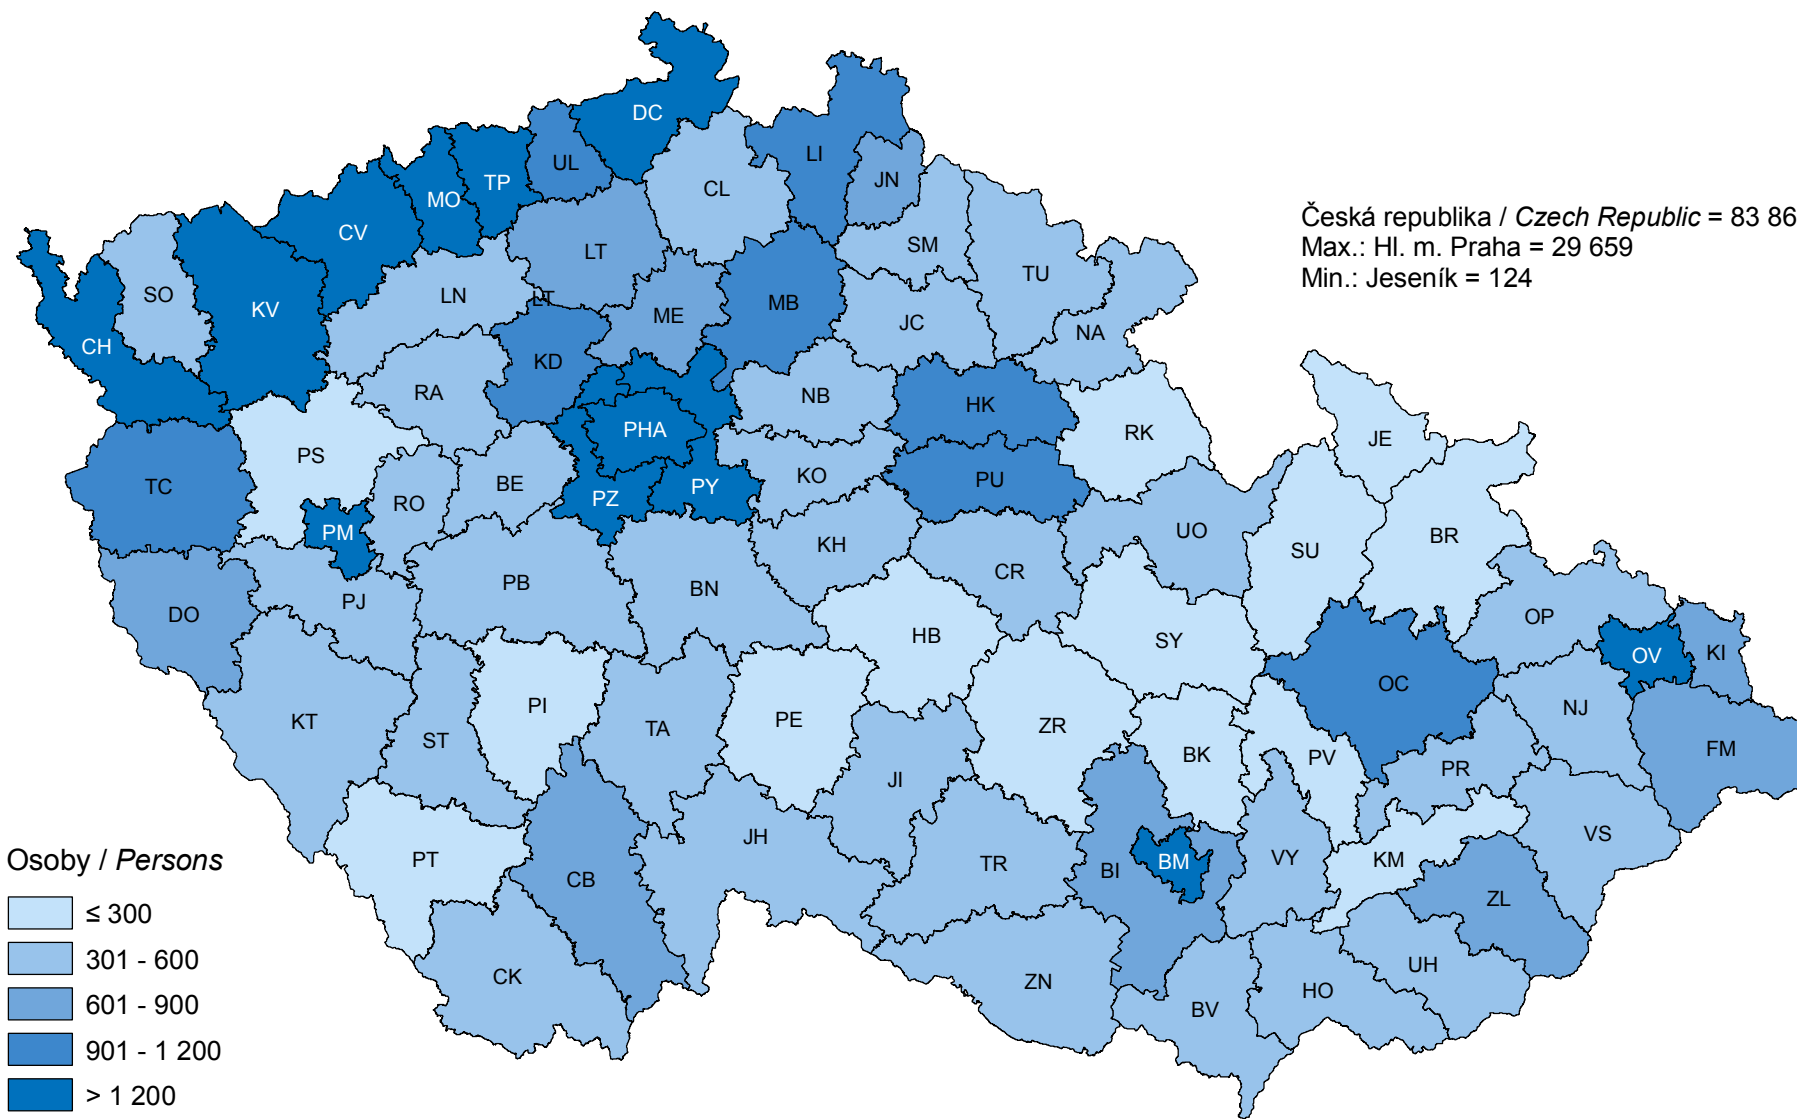 DC
UL
LI
TP
MO
CL
JN
CV
SM
LT
TU
SO
KV
LN
LT
ME
MB
JC
NA
CH
KD
RA
NB
HK
PHA
RK
JE
PS
TC
RO
BE
PZ
PY
KO
PU
PM
KH
UO
SU
BR
CR
PB
BN
PJ
DO
HB
SY
OP
OV
KI
OC
KT
ST
PI
TA
PE
ZR
BK
PV
NJ
PR
FM
JI
JH
PT
CB
TR
BI
BM
VY
KM
VS
ZL
CK
ZN
BV
HO
UH
Česká republika / Czech Republic = 83 86
Max.: Hl. m. Praha = 29 659
Min.: Jeseník = 124
Osoby / Persons
≤ 300
301 - 600
601 - 900
901 - 1 200
> 1 200